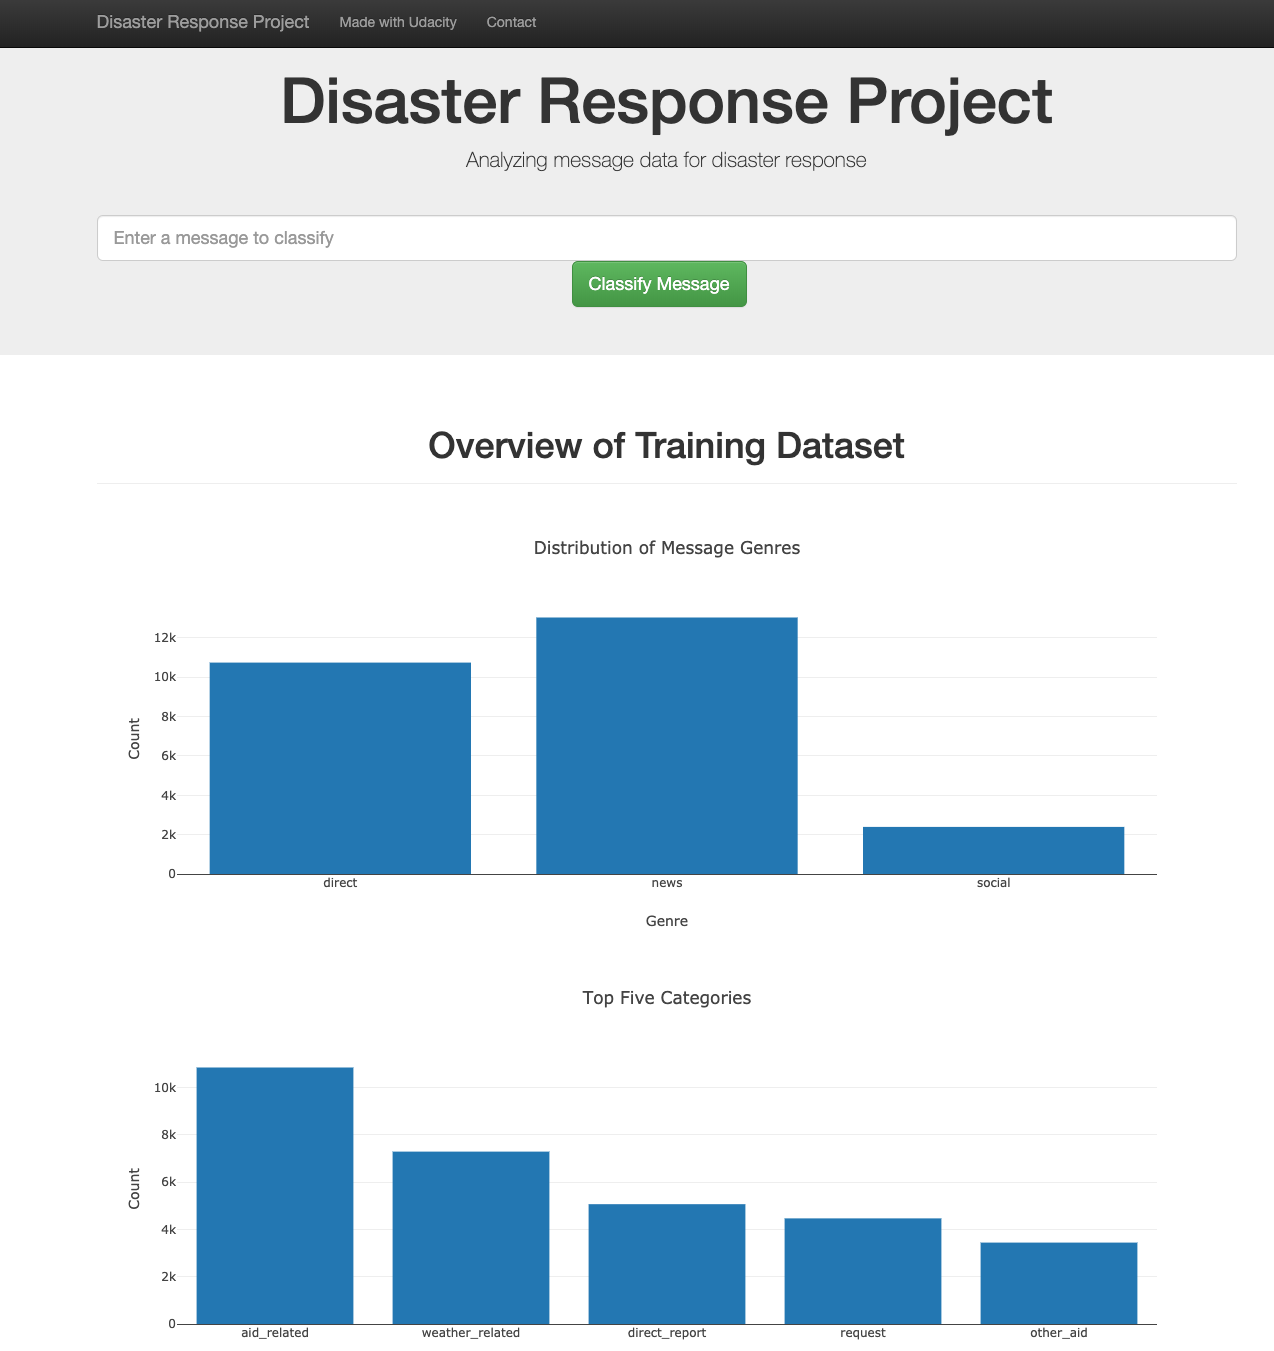 Disaster Response Project Made with Udacity Contact
Disaster Response Project
Analyzing message data for disaster response
Enter a message to classify
Classify Message
Overview of Training Dataset
Distribution of Message Genres
12k
10k
8k
6k
4k
2k
0
Count
direct news social
Genre
Top Five Categories
10k
8k
6k
4k
2k
0
Count
aid_related weather_related direct_report request other_aid